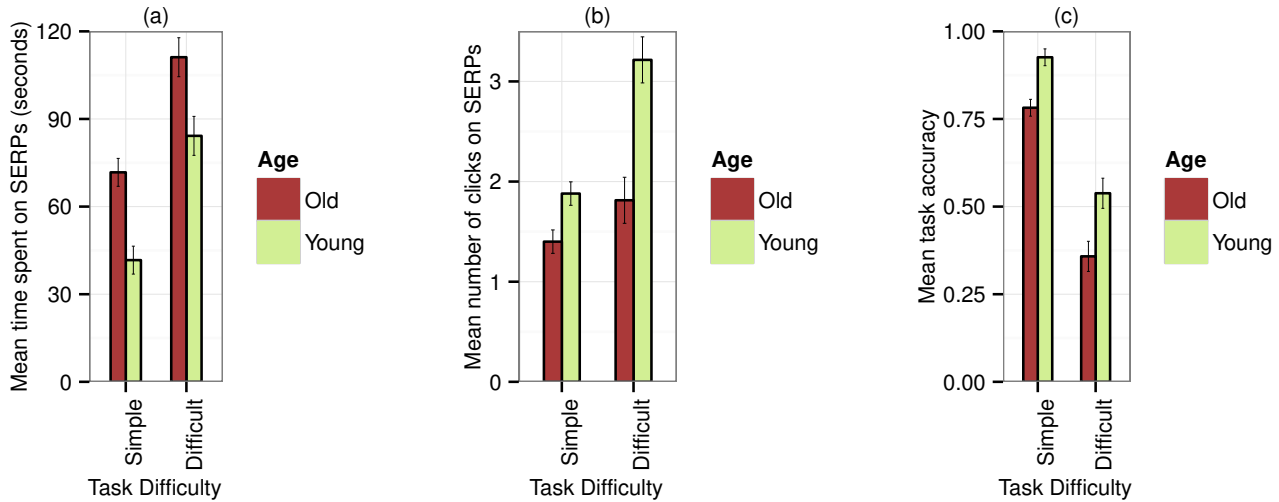 (a)
Mean time spent on SERPs (seconds)
120
90
60
30
0
Simple
Difficult
Task Difficulty
Age
Old
Young
(b)
Mean number of clicks on SERPs
3
2
1
0
Simple
Difficult
Task Difficulty
Age
Old
Young
(c)
Mean task accuracy
1.00
0.75
0.50
0.25
0.00
Simple
Difficult
Task Difficulty
Age
Old
Young